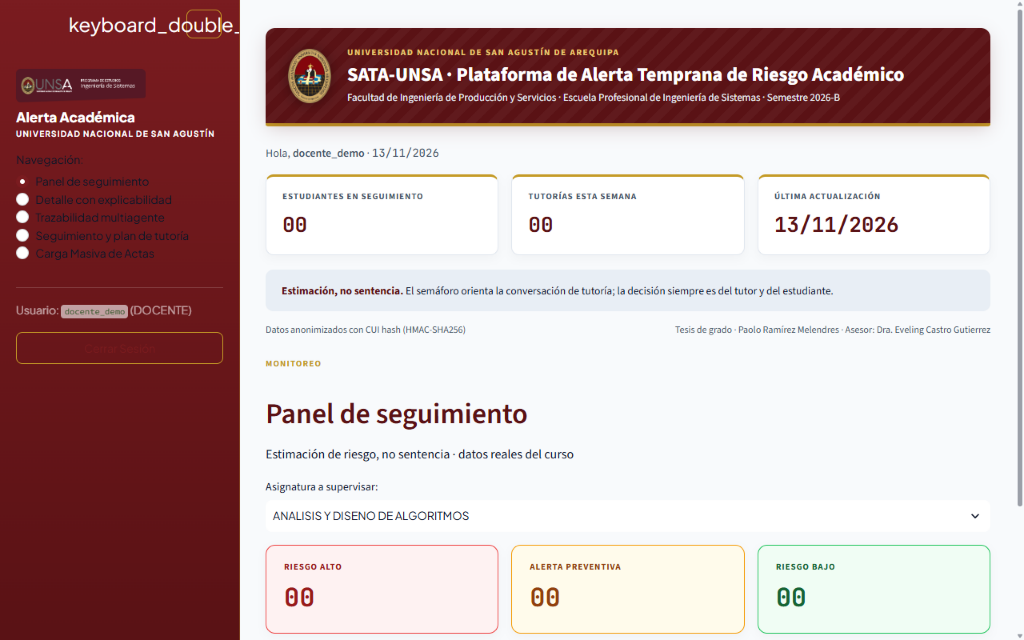 keyboard_double_
UNSA
PROGRAMA DE ESTUDIOS
Ingeniería de Sistemas
Alerta Académica
UNIVERSIDAD NACIONAL DE SAN AGUSTÍN
Navegación:
Panel de seguimiento
Detalle con explicabilidad
Trazabilidad multiagente
Seguimiento y plan de tutoría
Carga Masiva de Actas
Usuario: docente_demo (DOCENTE)
UNIVERSIDAD NACIONAL DE SAN AGUSTÍN DE AREQUIPA
SATA-UNSA · Plataforma de Alerta Temprana de Riesgo Académico
Facultad de Ingeniería de Producción y Servicios · Escuela Profesional de Ingeniería de Sistemas · Semestre 2026-B
Hola, docente_demo · 13/11/2026
ESTUDIANTES EN SEGUIMIENTO
00
TUTORÍAS ESTA SEMANA
00
ÚLTIMA ACTUALIZACIÓN
13/11/2026
Estimación, no sentencia. El semáforo orienta la conversación de tutoría; la decisión siempre es del tutor y del estudiante.
Datos anonimizados con CUI hash (HMAC-SHA256)
Tesis de grado · Paolo Ramirez Melendres · Asesor: Dra. Eveling Castro Gutierrez
MONITOREO
Panel de seguimiento
Estimación de riesgo, no sentencia · datos reales del curso
Asignatura a supervisar:
ANALISIS Y DISENO DE ALGORITMOS
RIESGO ALTO
00
ALERTA PREVENTIVA
00
RIESGO BAJO
00